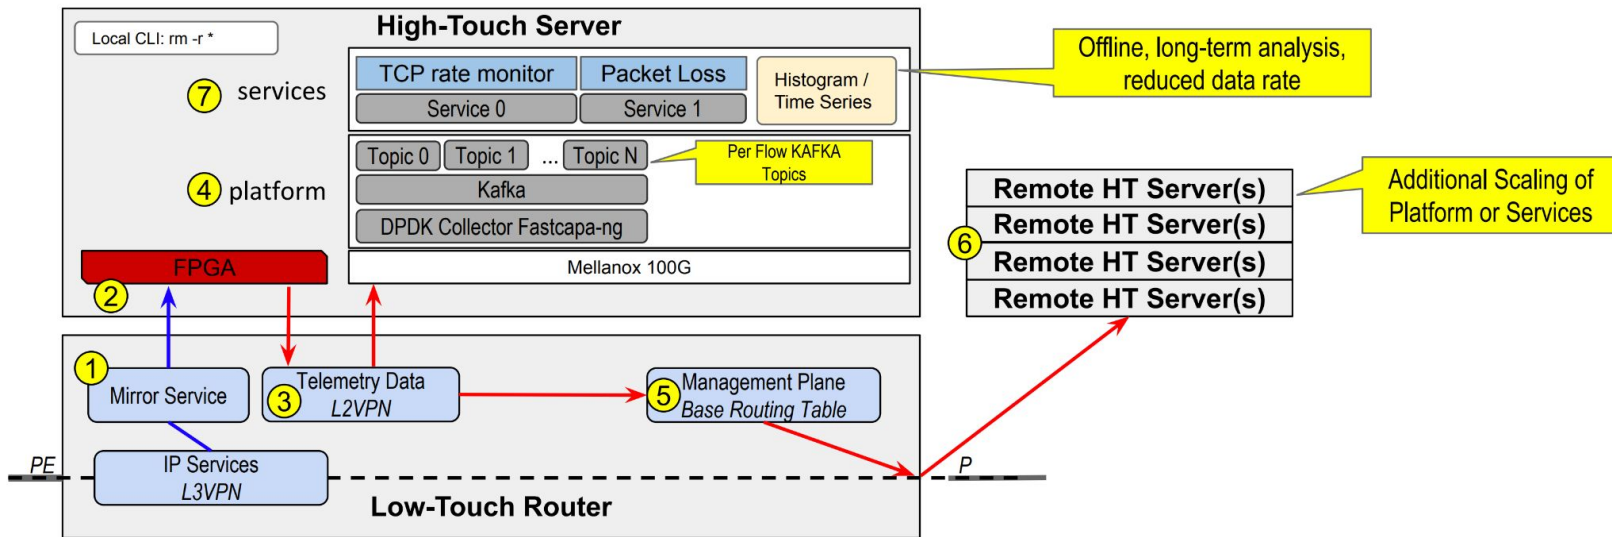 High-Touch Server
Local CLI: rm -r *
7
services
TCP rate monitor
Packet Loss
Service 0
Service 1
Histogram /
Time Series
Offline, long-term analysis,
reduced data rate
4
platform
Topic 0
Topic 1
...
Topic N
Per Flow KAFKA
Topics
Kafka
DPDK Collector Fastcapa-ng
FPGA
Mellanox 100G
2
Remote HT Server(s)
Remote HT Server(s)
6
Remote HT Server(s)
Remote HT Server(s)
Additional Scaling of
Platform or Services
1
Mirror Service
3
Telemetry Data
L2VPN
5
Management Plane
Base Routing Table
IP Services
L3VPN
PE
P
Low-Touch Router